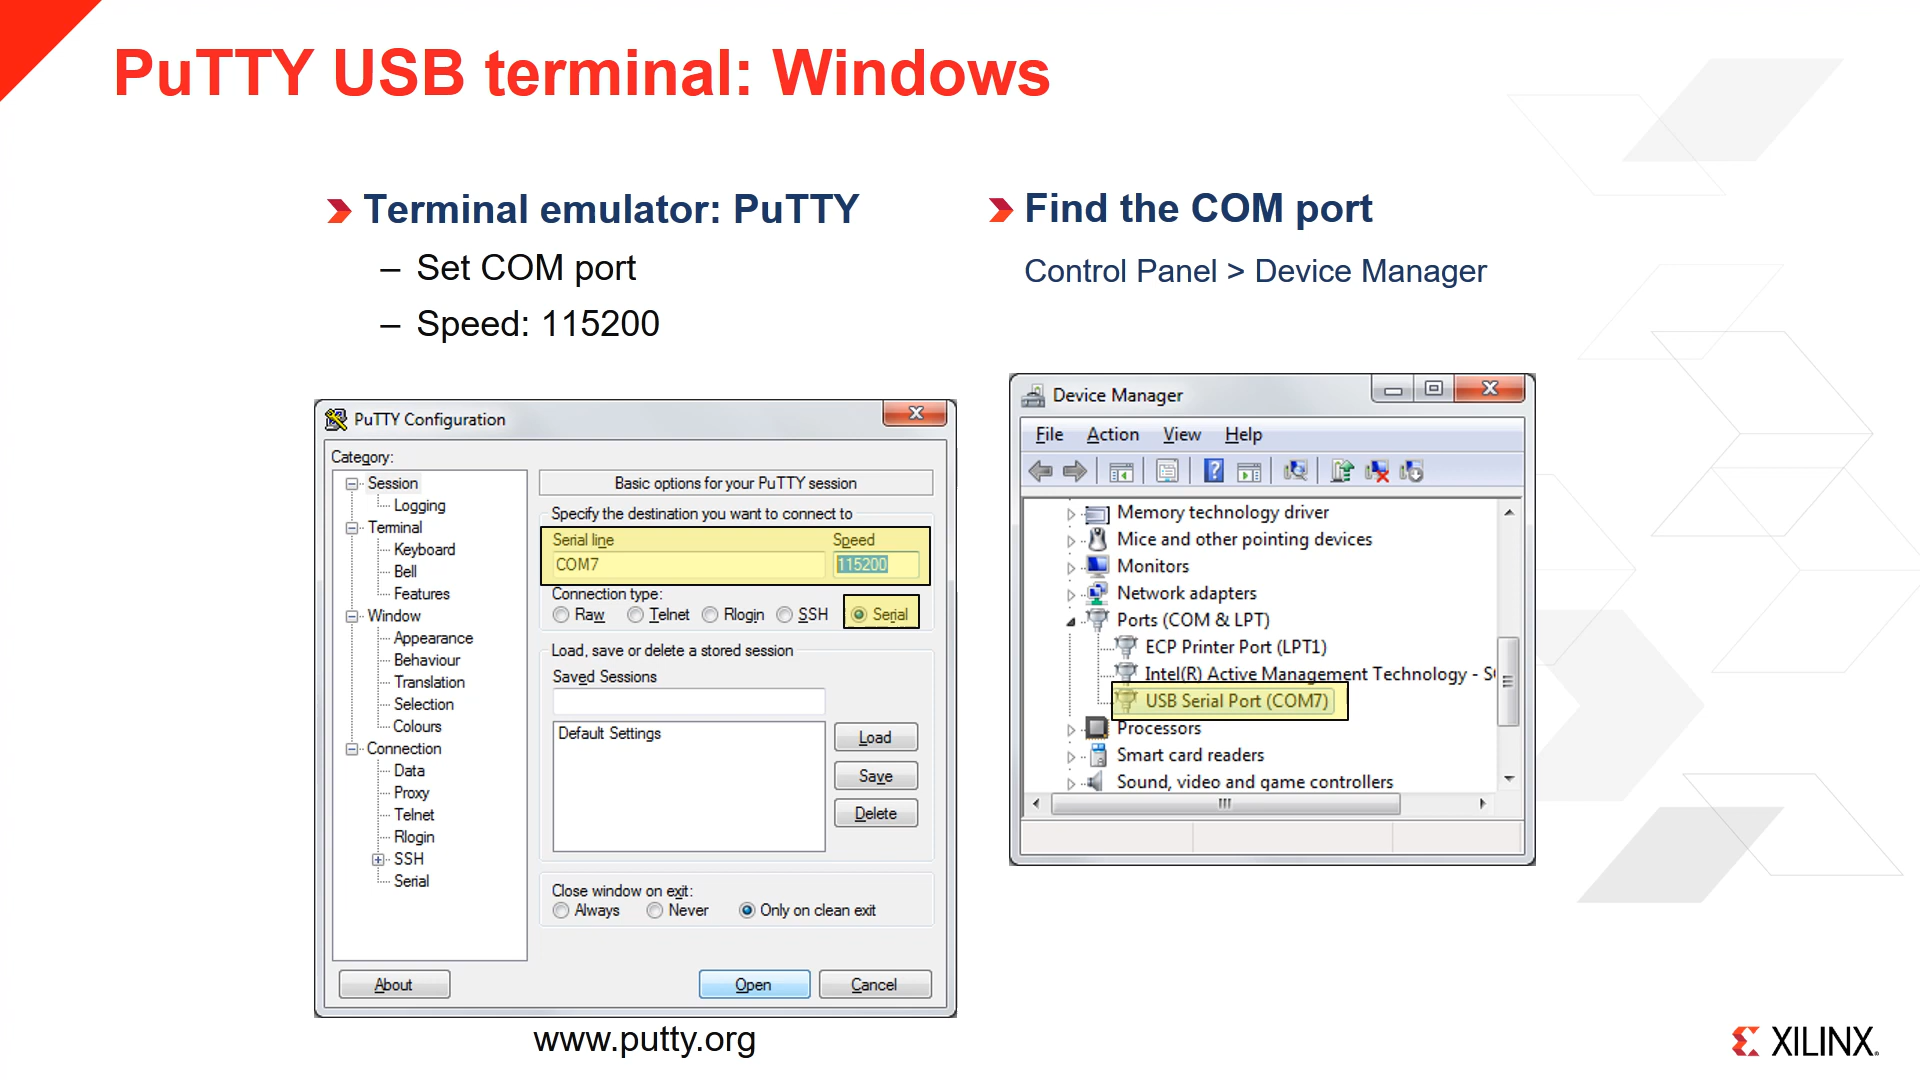 PuTTY USB terminal: Windows
Terminal emulator: PuTTY
– Set COM port
– Speed: 115200
Find the COM port
Control Panel > Device Manager
PuTTY Configuration
Category:
Session
Logging
Terminal
Keyboard
Bell
Features
Window
Appearance
Behaviour
Translation
Selection
Colours
Connection
Data
Proxy
Telnet
Rlogin
SSH
Serial
Basic options for your PuTTY session
Specify the destination you want to connect to
Serial line Speed
COM7 115200
Connection type:
Raw Telnet Rlogin SSH Serial
Load, save or delete a stored session
Saved Sessions
Default Settings
Load
Save
Delete
Close window on exit:
Always Never Only on clean exit
About Open Cancel
www.putty.org
Device Manager
File Action View Help
Memory technology driver
Mice and other pointing devices
Monitors
Network adapters
Ports (COM & LPT)
ECP Printer Port (LPT1)
Intel(R) Active Management Technology - S
USB Serial Port (COM7)
Processors
Smart card readers
Sound, video and game controllers
XILINX